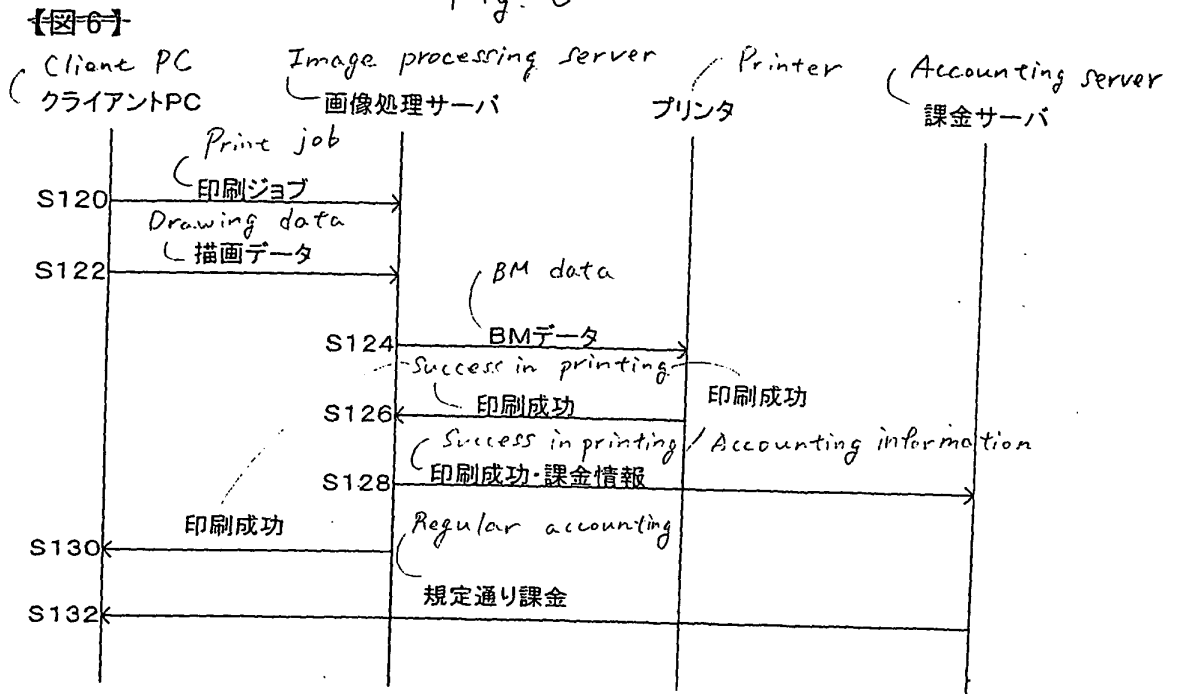 Fig. 6
【図6】
Client PC
Image processing server
Printer
Accounting server
クライアントPC
画像処理サーバ
プリンタ
課金サーバ
Print job
印刷ジョブ
S120
Drawing data
描画データ
S122
BM data
BMデータ
S124
Success in printing
印刷成功
印刷成功
S126
Success in printing / Accounting information
印刷成功・課金情報
S128
印刷成功
Regular accounting
S130
規定通り課金
S132